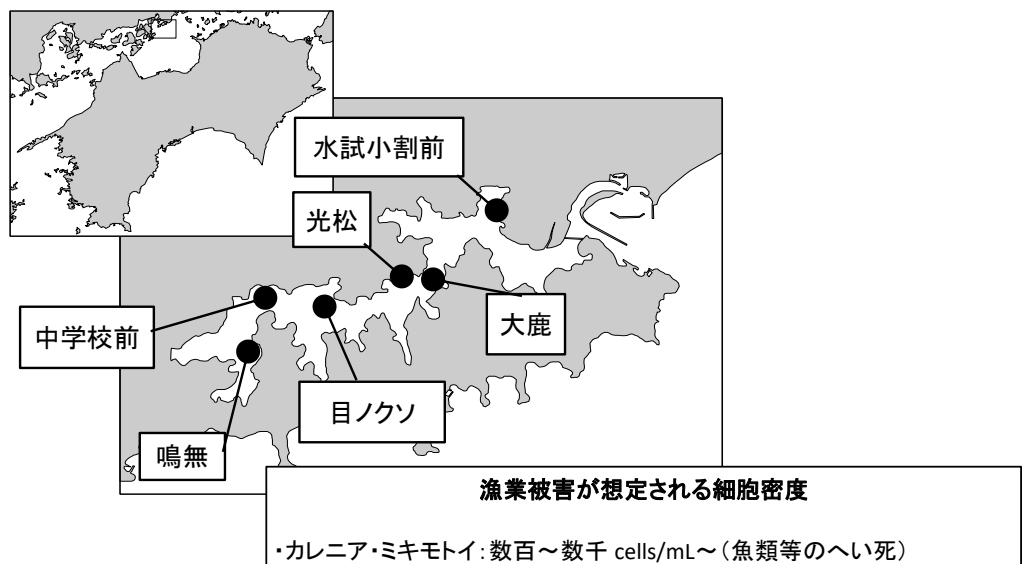 水試小割前
光松
大鹿
中学校前
目ノクソ
鳴無
漁業被害が想定される細胞密度
・カレニア・ミキモトイ:数百~数千 cells/mL~(魚類等のへい死)